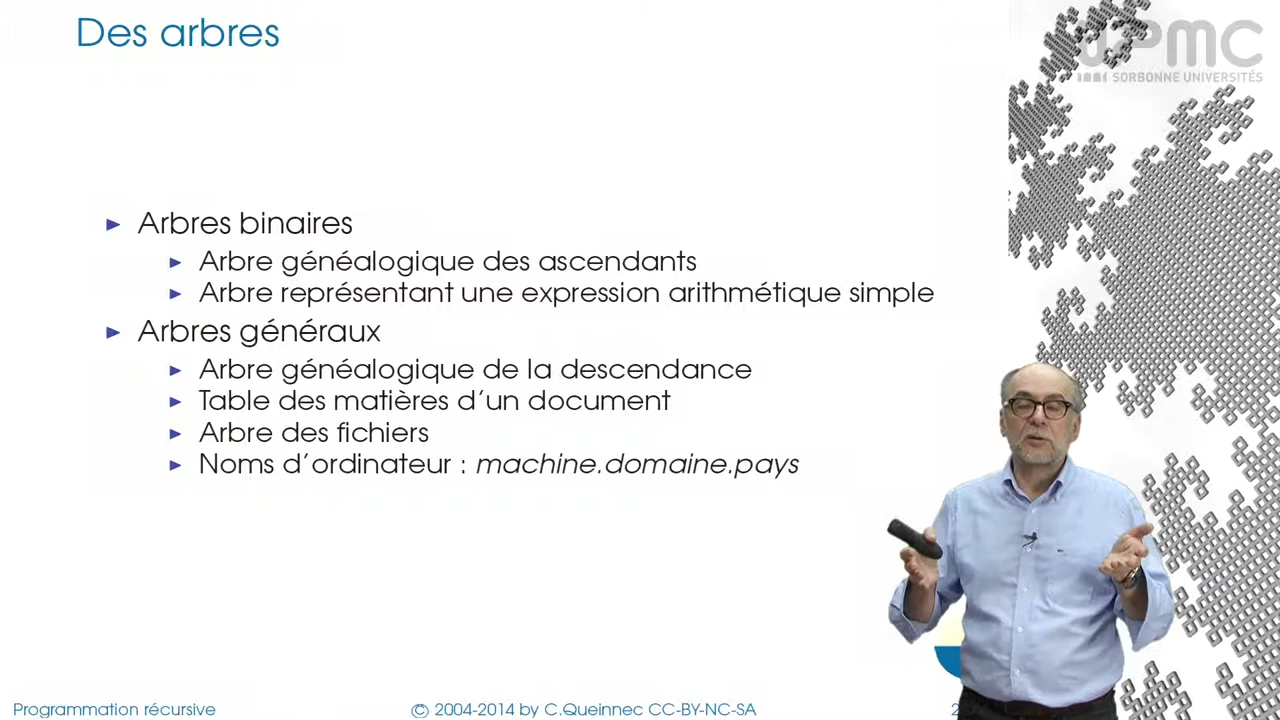 Des arbres
UPMC
SORBONNE UNIVERSITÉS
Arbres binaires
Arbre généalogique des ascendants
Arbre représentant une expression arithmétique simple
Arbres généraux
Arbre généalogique de la descendance
Table des matières d'un document
Arbre des fichiers
Noms d'ordinateur : machine.domaine.pays
Programmation récursive
© 2004-2014 by C.Queinnec CC-BY-NC-SA